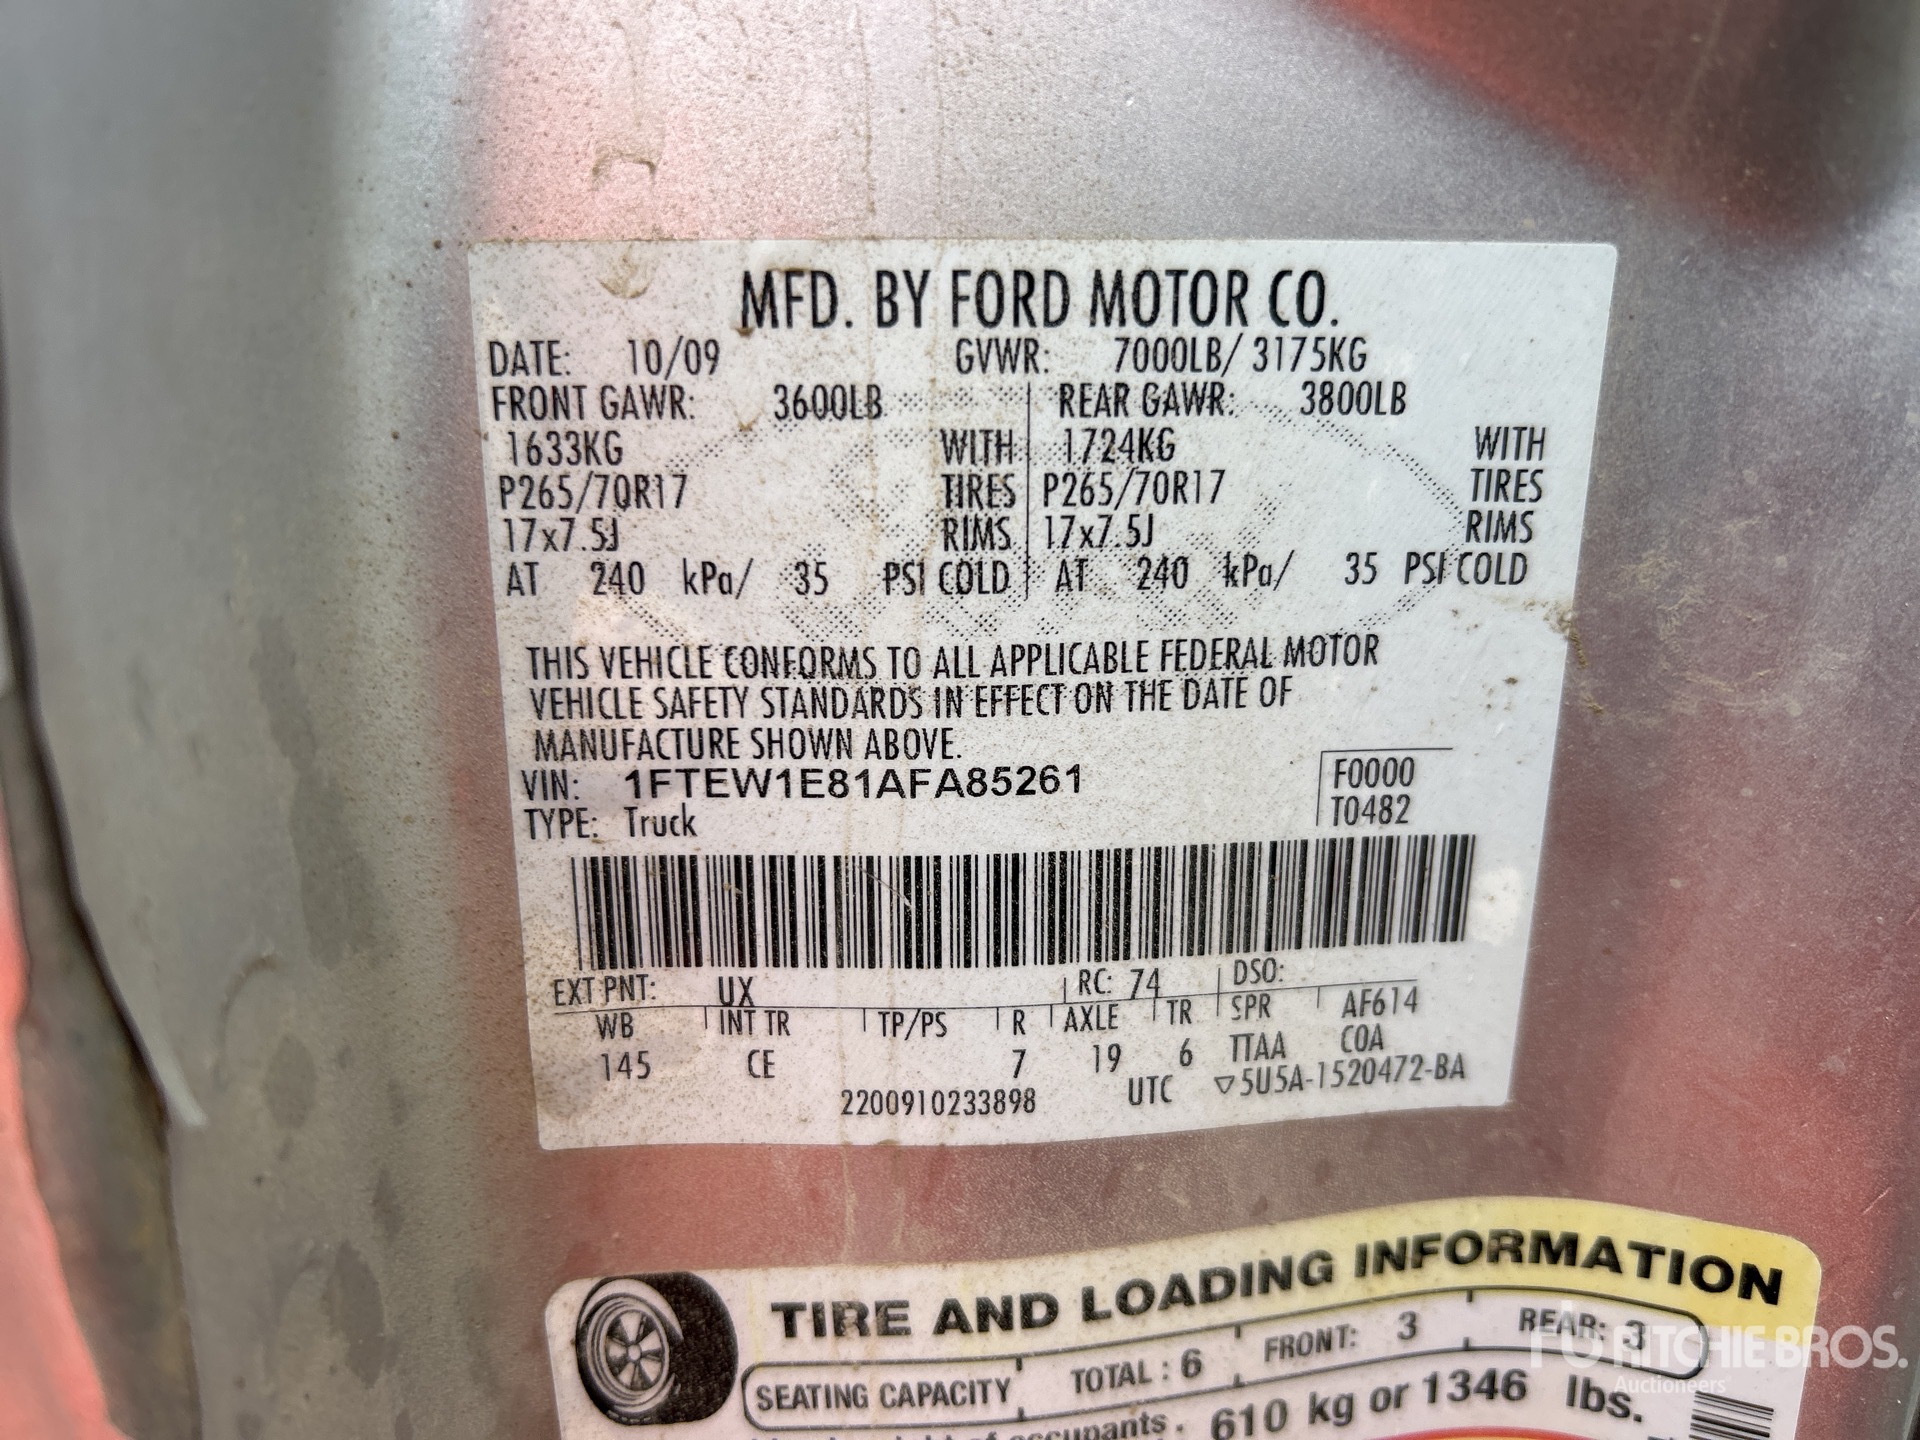 MFD. BY FORD MOTOR CO.
DATE: 10/09 GVWR: 7000LB/ 3175KG
FRONT GAWR: 3600LB REAR GAWR: 3800LB
1633KG WITH 1724KG WITH
P265/70R17 TIRES P265/70R17 TIRES
17x7.5J RIMS 17x7.5J RIMS
AT 240 kPa/ 35 PSI COLD AT 240 kPa/ 35 PSI COLD
THIS VEHICLE CONFORMS TO ALL APPLICABLE FEDERAL MOTOR
VEHICLE SAFETY STANDARDS IN EFFECT ON THE DATE OF
MANUFACTURE SHOWN ABOVE.
VIN: 1FTEW1E81AFA85261 F0000
TYPE: Truck T0482
EXT PNT: UX RC: 74 DSO:
WB INT TR TP/PS R AXLE TR SPR AF614
145 CE 7 19 6 TTAA COA
2200910233898 UTC ▽5U5A-1520472-BA
TIRE AND LOADING INFORMATION
SEATING CAPACITY TOTAL : 6 FRONT: 3 REAR: 3
occupants. 610 kg or 1346 lbs.
RITCHIE BROS.
Auctioneers